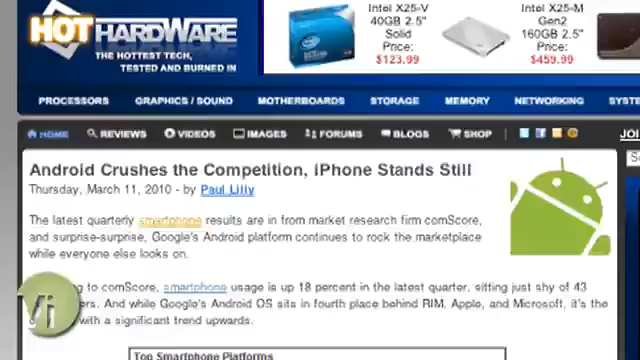 HOTHARDWARE
THE HOTTEST TECH,
TESTED AND BURNED IN
Intel X25-V
40GB 2.5"
Solid
Price:
$123.99
Intel X25-M
Gen2
160GB 2.5"
Price:
$459.99
PROCESSORS GRAPHICS / SOUND MOTHERBOARDS STORAGE MEMORY NETWORKING SYSTE
HOME REVIEWS VIDEOS IMAGES FORUMS BLOGS SHOP JOI
Android Crushes the Competition, iPhone Stands Still
Thursday, March 11, 2010 - by Paul Lilly
The latest quarterly smartphone results are in from market research firm comScore,
and surprise-surprise, Google's Android platform continues to rock the marketplace
while everyone else looks on.
to comScore, smartphone usage is up 18 percent in the latest quarter, sitting just shy of 43
And while Google's Android OS sits in fourth place behind RIM, Apple, and Microsoft, it's the
with a significant trend upwards.
Vi
Top Smartphone Platforms